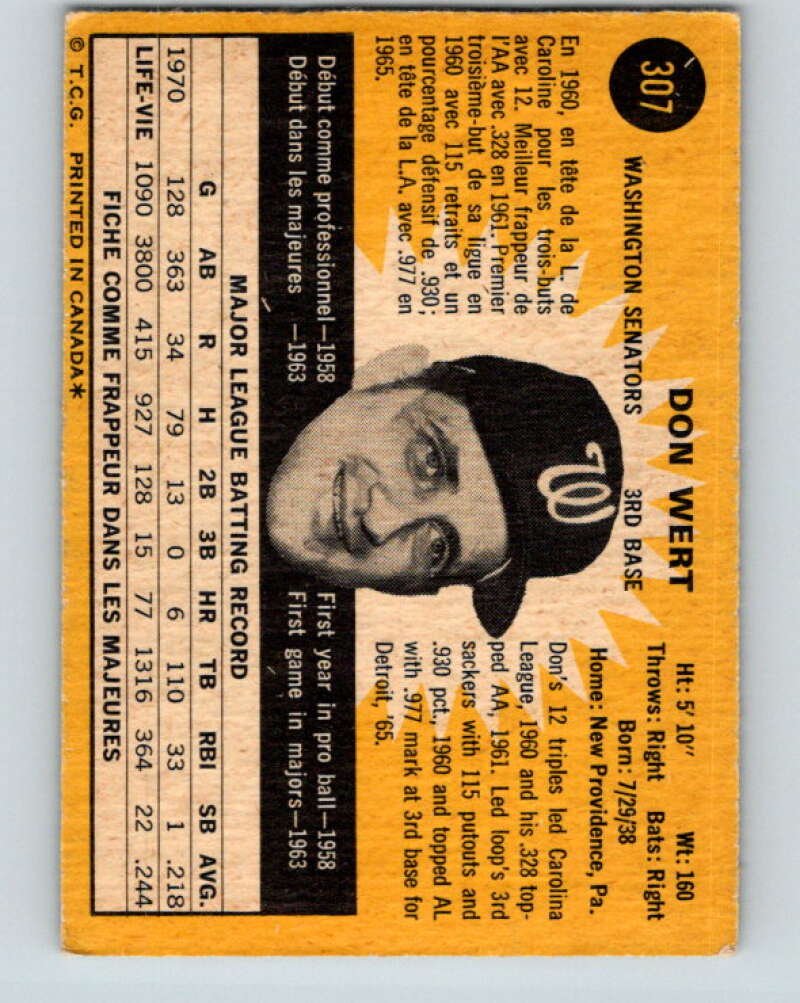 307
DON WERT
WASHINGTON SENATORS 3RD BASE
En 1960, en tête de la L. de
Caroline pour les trois-buts
avec 12. Meilleur frappeur de
l'AA avec .328 en 1961. Premier
troisième-but de sa ligue en
1960 avec 115 retraits et un
pourcentage défensif de .930;
en tête de la L.A. avec .977 en
1965.
W
Ht: 5' 10" Wt: 160
Throws: Right Bats: Right
Born: 7/29/38
Home: New Providence, Pa.
Don's 12 triples led Carolina
League, 1960 and his .328 top-
ped AA, 1961. Led loop's 3rd
sackers with 115 putouts and
.930 pct., 1960 and topped AL
with .977 mark at 3rd base for
Detroit, '65.
Début comme professionnel—1958
Début dans les majeures —1963
First year in pro ball—1958
First game in majors—1963
MAJOR LEAGUE BATTING RECORD
G AB R H 2B 3B HR TB RBI SB AVG.
1970 128 363 34 79 13 0 6 110 33 1 .218
LIFE-VIE 1090 3800 415 927 128 15 77 1316 364 22 .244
FICHE COMME FRAPPEUR DANS LES MAJEURES
© T.C.G. PRINTED IN CANADA*